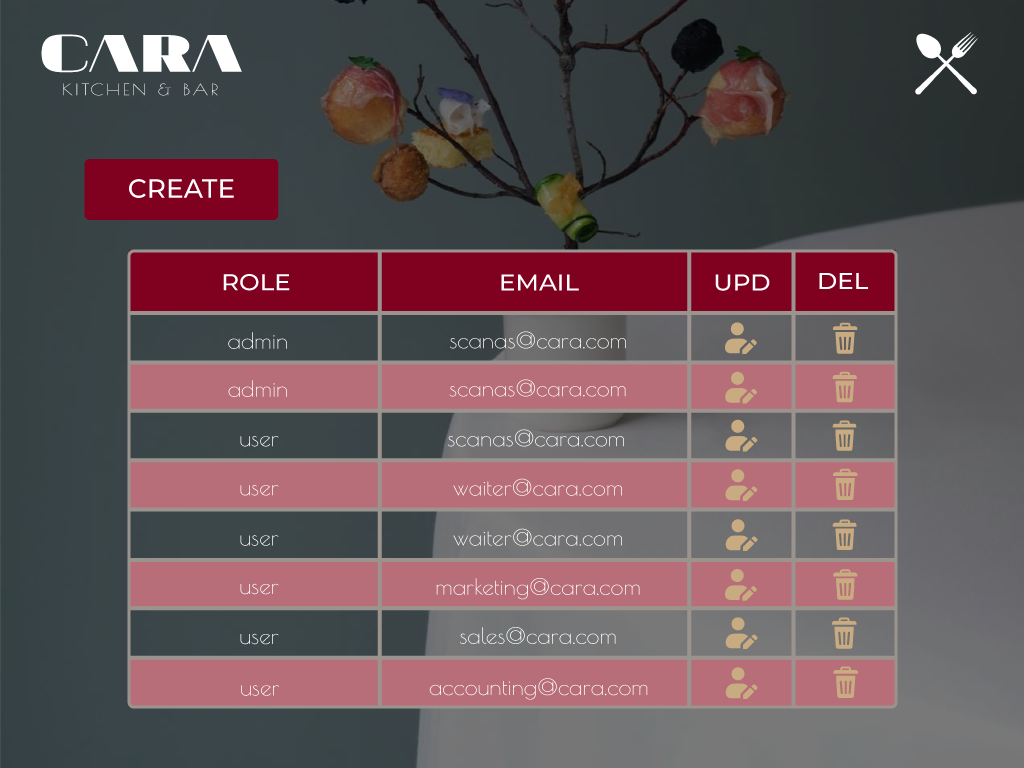 CARA
KITCHEN & BAR
CREATE
ROLE EMAIL UPD DEL
admin scanas@cara.com
admin scanas@cara.com
user scanas@cara.com
user waiter@cara.com
user waiter@cara.com
user marketing@cara.com
user sales@cara.com
user accounting@cara.com